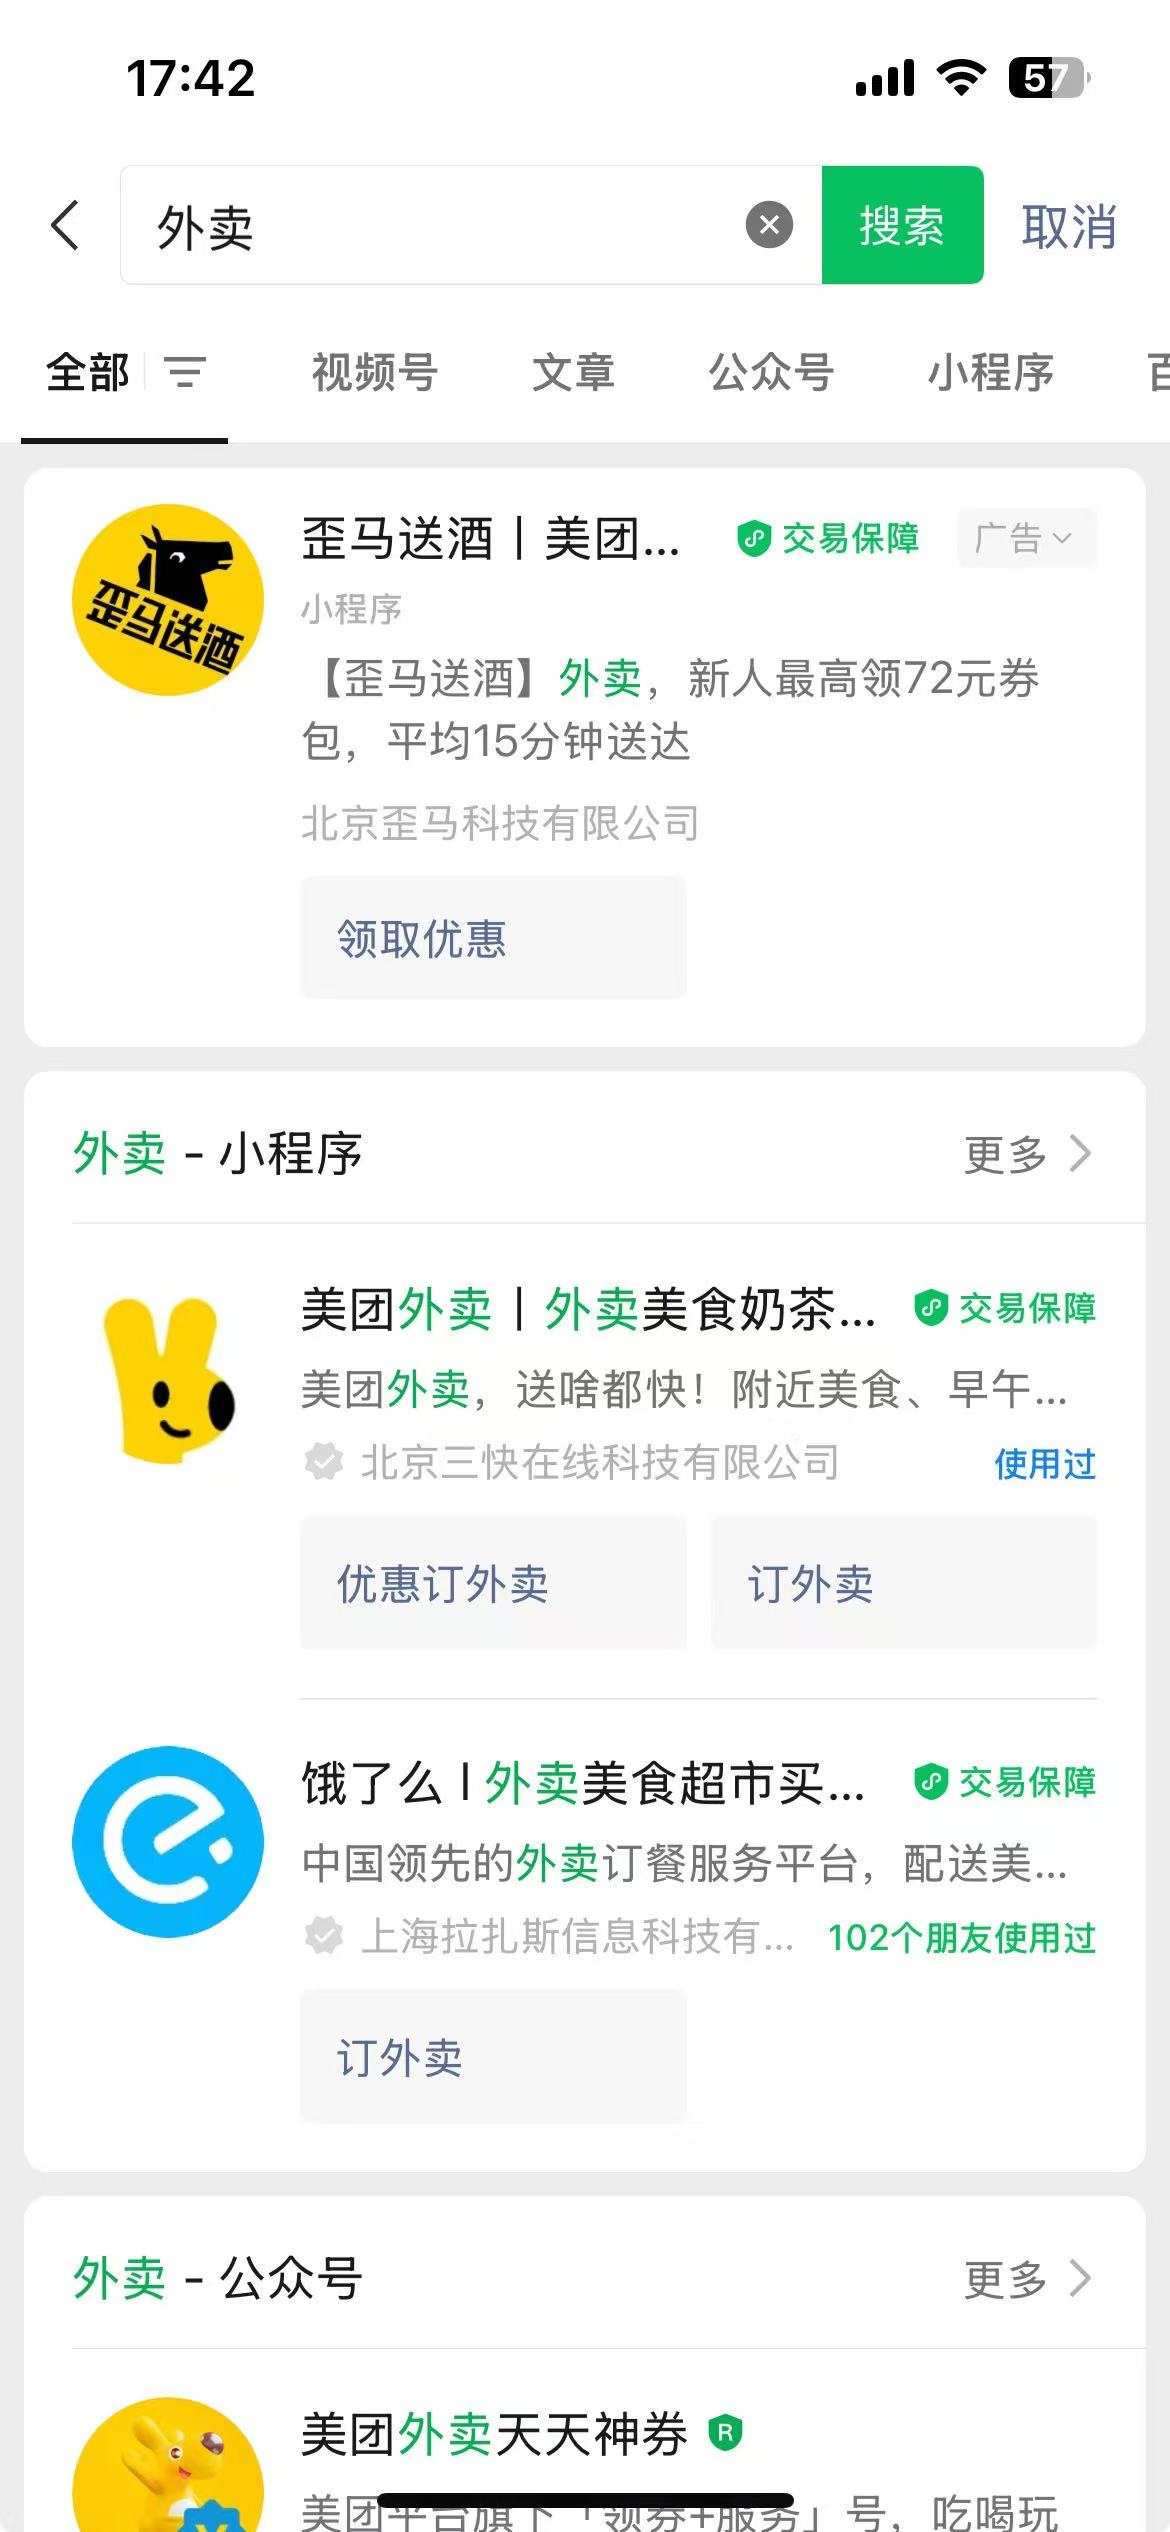 17:42
57
外卖
搜索
取消
全部
视频号
文章
公众号
小程序
歪马送酒
歪马送酒丨美团...
交易保障
广告
小程序
【歪马送酒】外卖，新人最高领72元券
包，平均15分钟送达
北京歪马科技有限公司
领取优惠
外卖 - 小程序
更多
美团外卖丨外卖美食奶茶...
交易保障
美团外卖，送啥都快！附近美食、早午...
北京三快在线科技有限公司
使用过
优惠订外卖
订外卖
饿了么 l 外卖美食超市买...
交易保障
中国领先的外卖订餐服务平台，配送美...
上海拉扎斯信息科技有...
102个朋友使用过
订外卖
外卖 - 公众号
更多
美团外卖天天神券
R
美团平台旗下「领券+服务」号，吃喝玩